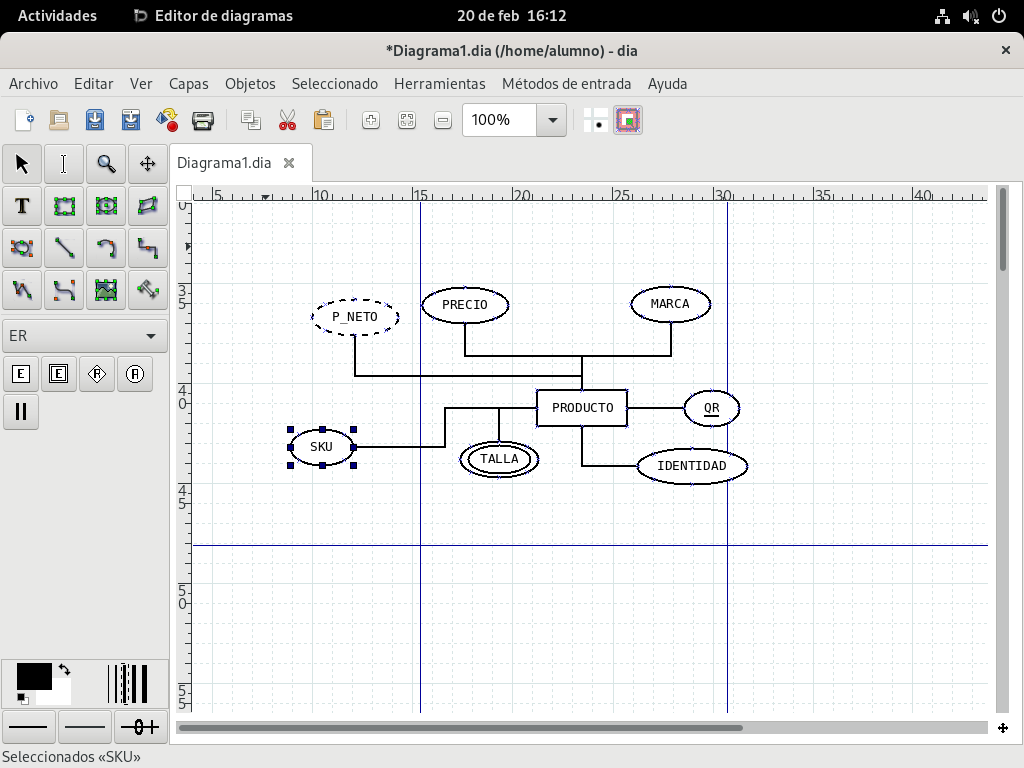 Actividades
Editor de diagramas
20 de feb 16:12
*Diagrama1.dia (/home/alumno) - dia
Archivo Editar Ver Capas Objetos Seleccionado Herramientas Métodos de entrada Ayuda
100%
Diagrama1.dia
5 10 15 20 25 30 35 40
0
35
40
45
50
55
T
ER
E E R A
P_NETO
PRECIO
MARCA
PRODUCTO
QR
SKU
TALLA
IDENTIDAD
Seleccionados «SKU»